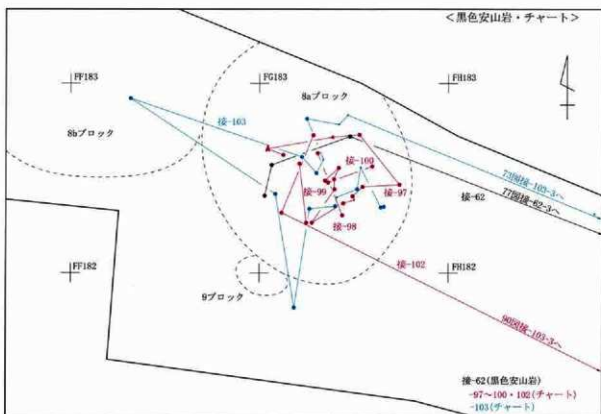 <黒色安山岩・チャート>
FF183
FG183
FH183
8aブロック
8bブロック
接-103
接-100
接-99
接-97
接-98
接-62
73図接-103-3へ
77図接-62-3へ
接-102
90図接-103-3へ
FF182
FH182
9ブロック
接-62(黒色安山岩)
-97～100・102(チャート)
-103(チャート)